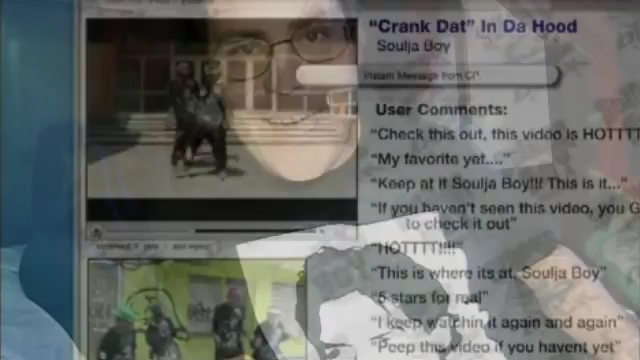 "Crank Dat" In Da Hood
Soulja Boy
Instant Message from
User Comments:
"Check this out, this video is HOTTTT
"My favorite yet...."
"Keep at it Soulja Boy!!! This is it..."
"If you haven't seen this video, you G
to check it out"
"HOTTTT!!!!"
"This is where its at, Soulja Boy"
"5 stars for real"
"I keep watchin it again and again"
"Peep this video if you havent yet"